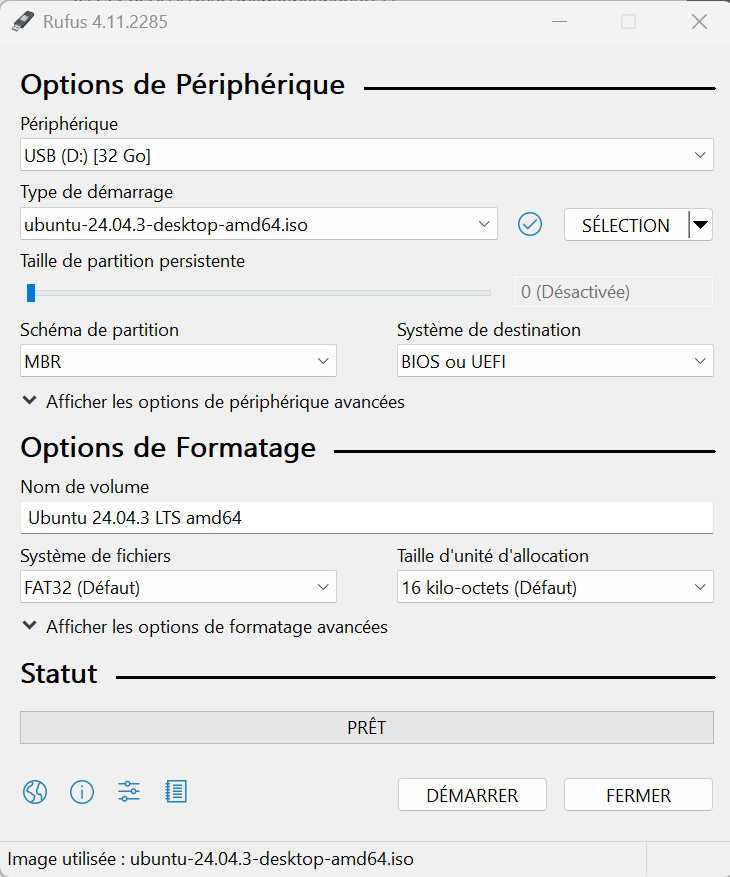 Rufus 4.11.2285
Options de Périphérique
Périphérique
USB (D:) [32 Go]
Type de démarrage
ubuntu-24.04.3-desktop-amd64.iso
SÉLECTION
Taille de partition persistente
0 (Désactivée)
Schéma de partition
Système de destination
MBR
BIOS ou UEFI
Afficher les options de périphérique avancées
Options de Formatage
Nom de volume
Ubuntu 24.04.3 LTS amd64
Système de fichiers
Taille d'unité d'allocation
FAT32 (Défaut)
16 kilo-octets (Défaut)
Afficher les options de formatage avancées
Statut
PRÊT
DÉMARRER
FERMER
Image utilisée : ubuntu-24.04.3-desktop-amd64.iso